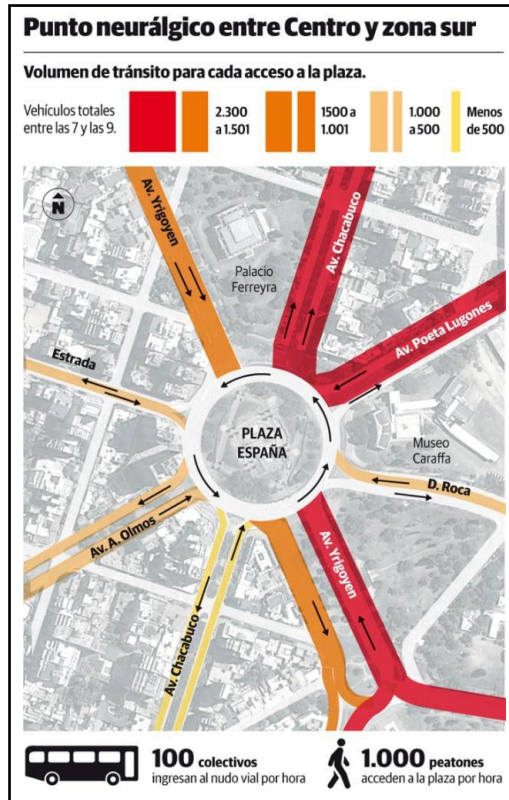 Punto neurálgico entre Centro y zona sur
Volumen de tránsito para cada acceso a la plaza.
Vehículos totales
entre las 7 y las 9.
2.300
a 1.501
1500 a
1.001
1.000
a 500
Menos
de 500
N
Av. Yrigoyen
Av. Chacabuco
Palacio
Ferreyra
Av. Poeta Lugones
Estrada
PLAZA
ESPAÑA
Museo
Caraffa
D. Roca
Av. A. Olmos
Av. Yrigoyen
Av. Chacabuco
100 colectivos
ingresan al nudo vial por hora
1.000 peatones
acceden a la plaza por hora